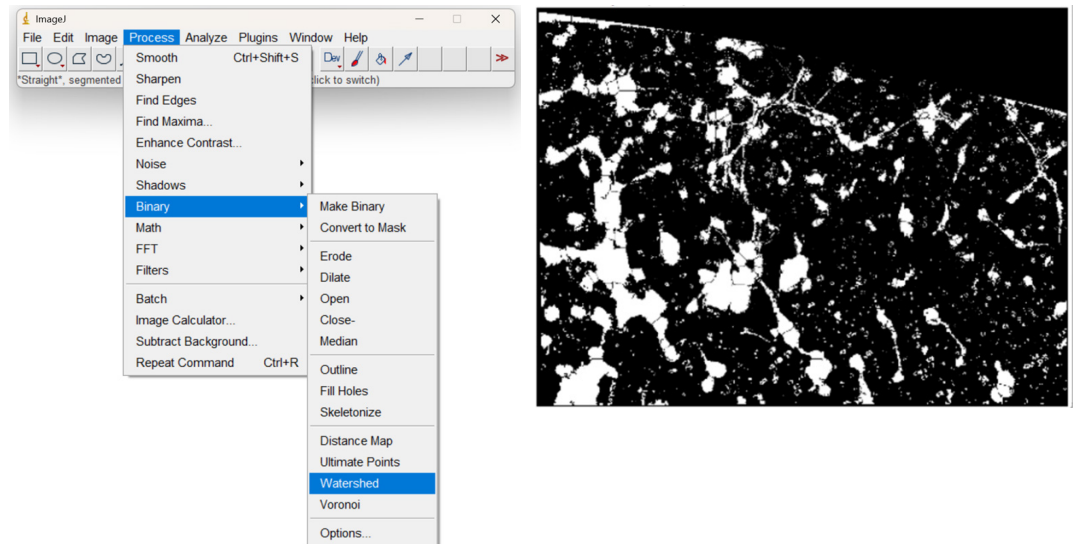 ImageJ
File Edit Image Process Analyze Plugins Window Help
Dev
"Straight", segmented
click to switch)
Smooth Ctrl+Shift+S
Sharpen
Find Edges
Find Maxima...
Enhance Contrast...
Noise
Shadows
Binary
Math
FFT
Filters
Batch
Image Calculator...
Subtract Background...
Repeat Command Ctrl+R
Make Binary
Convert to Mask
Erode
Dilate
Open
Close-
Median
Outline
Fill Holes
Skeletonize
Distance Map
Ultimate Points
Watershed
Voronoi
Options...